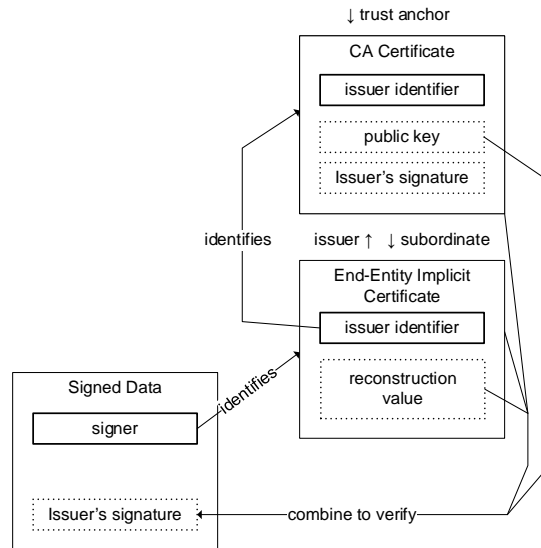 ↓ trust anchor
CA Certificate
issuer identifier
public key
Issuer's signature
identifies
issuer ↑ ↓ subordinate
End-Entity Implicit
Certificate
issuer identifier
reconstruction
value
identifies
Signed Data
signer
Issuer's signature
combine to verify